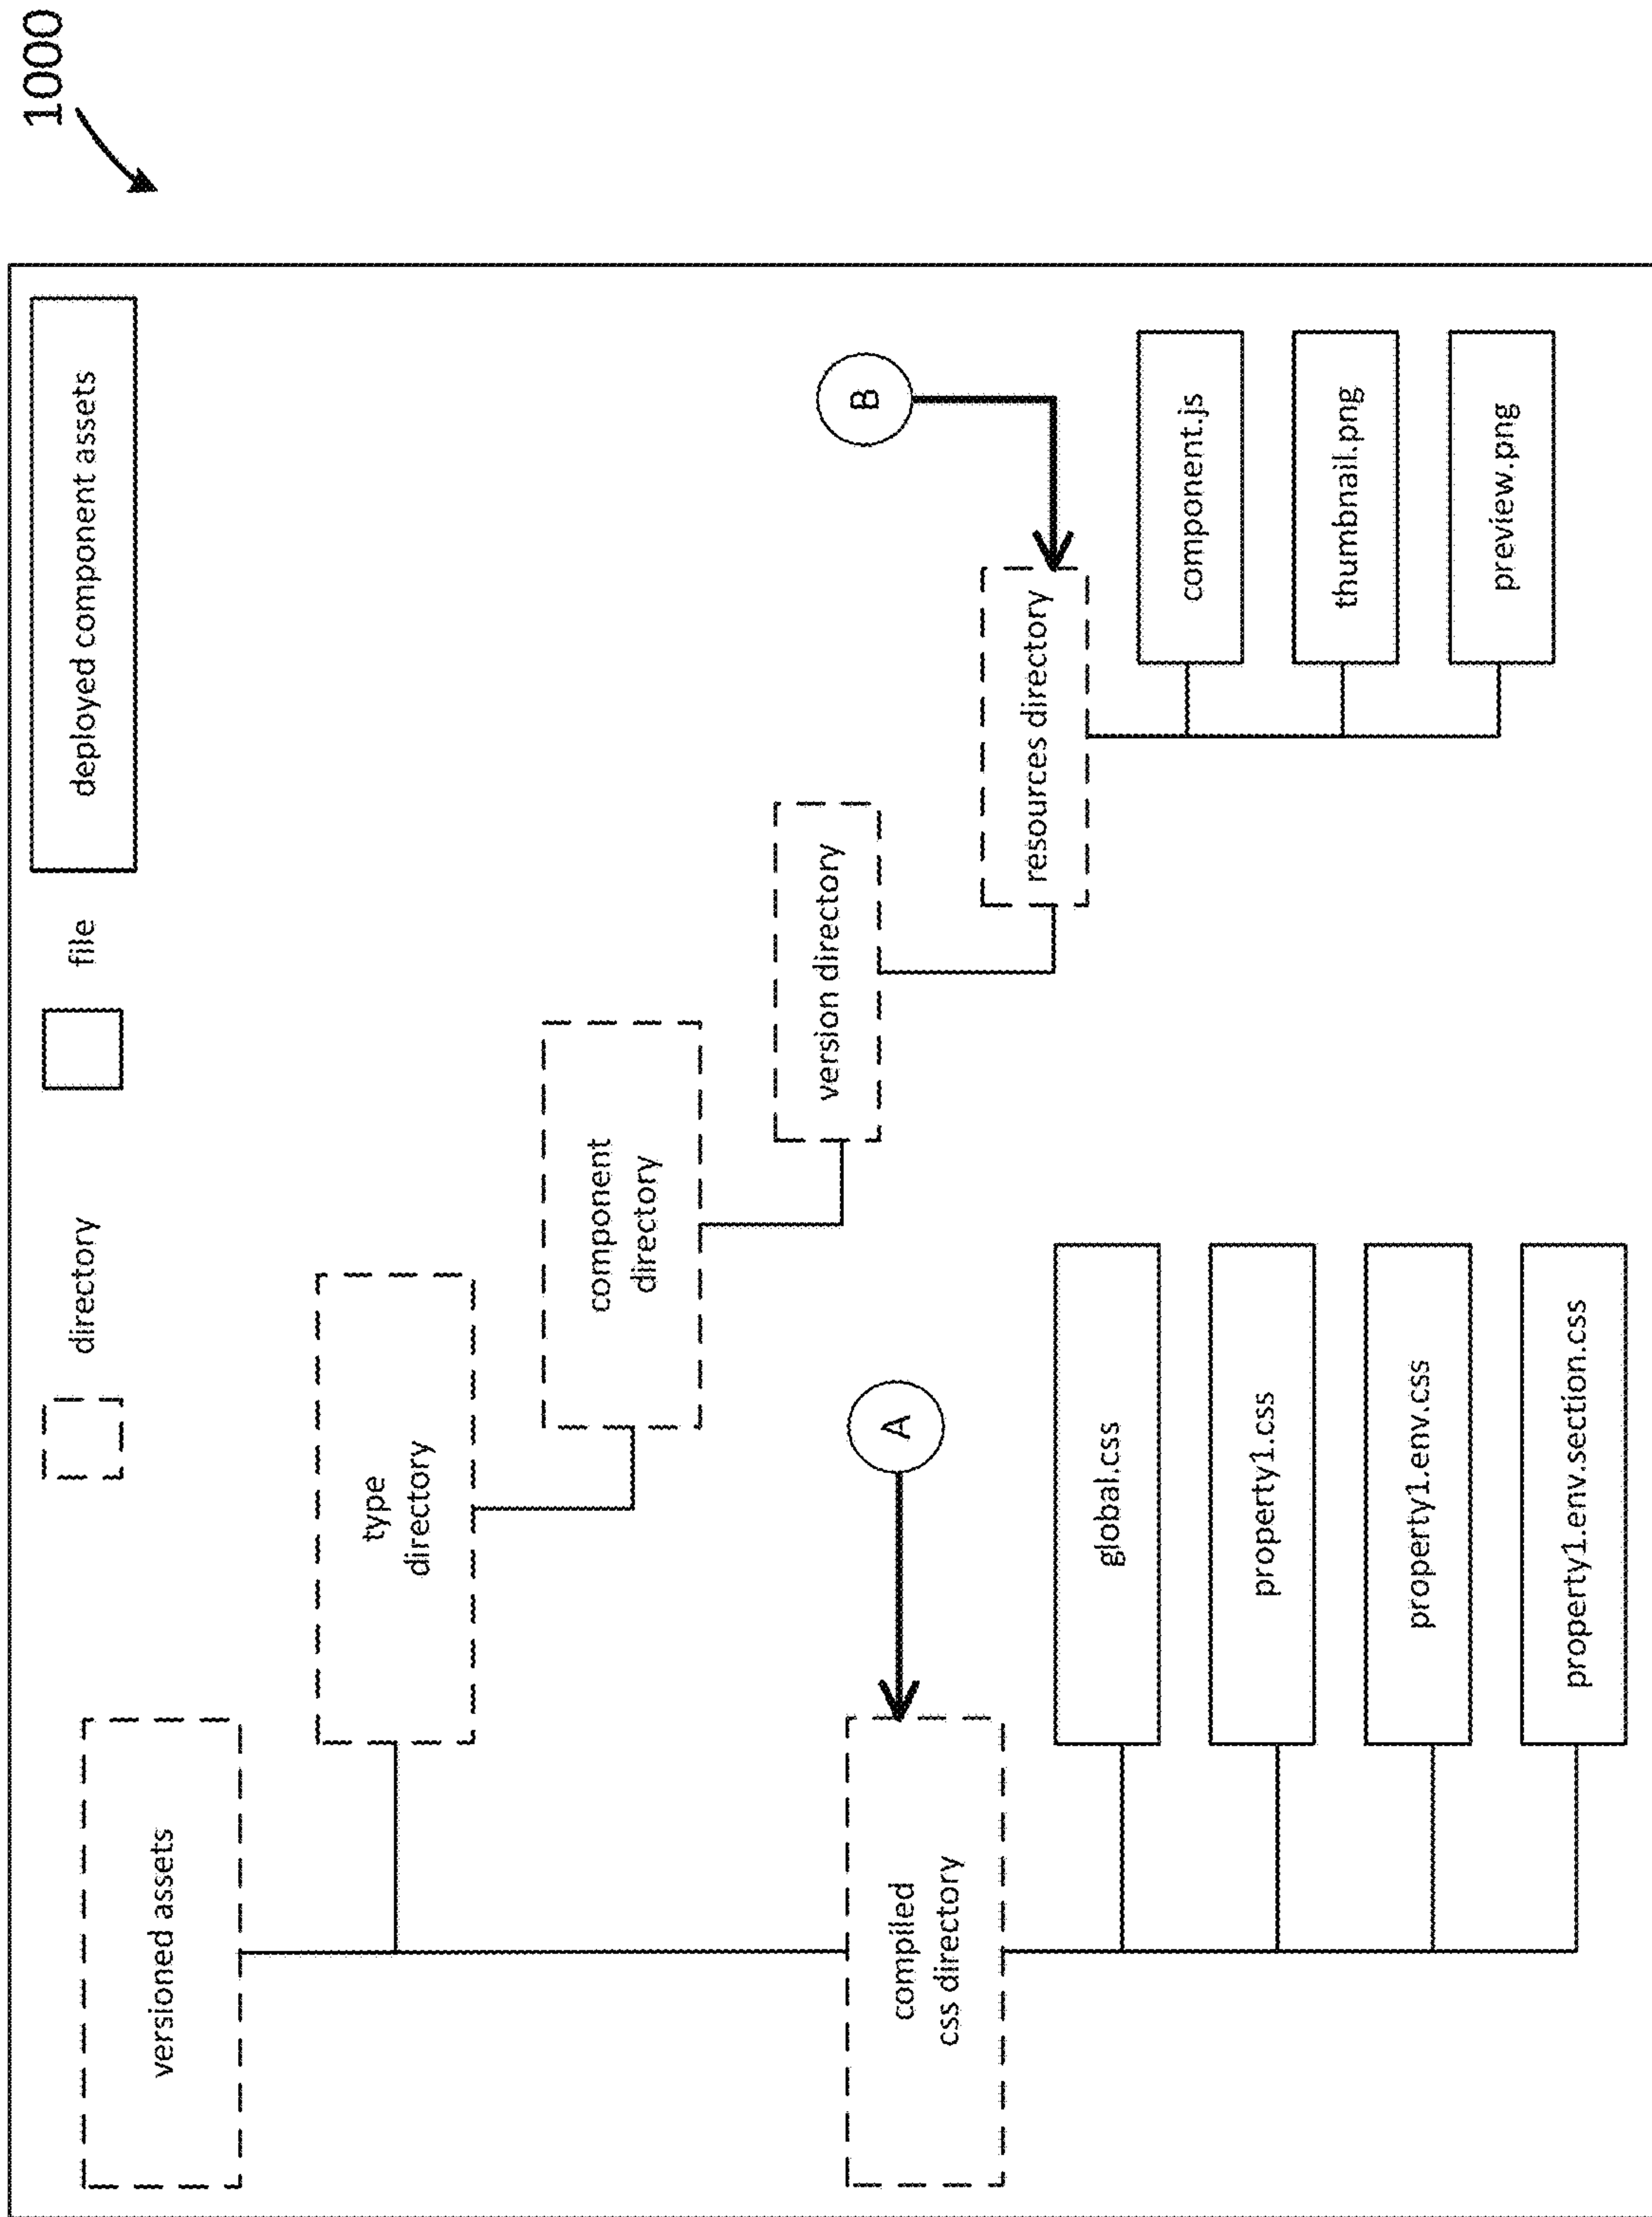 1000
directory
file
deployed component assets
versioned assets
type
directory
component
directory
version directory
B
resources directory
component.js
thumbnail.png
preview.png
A
compiled
css directory
global.css
property1.css
property1.env.css
property1.env.section.css